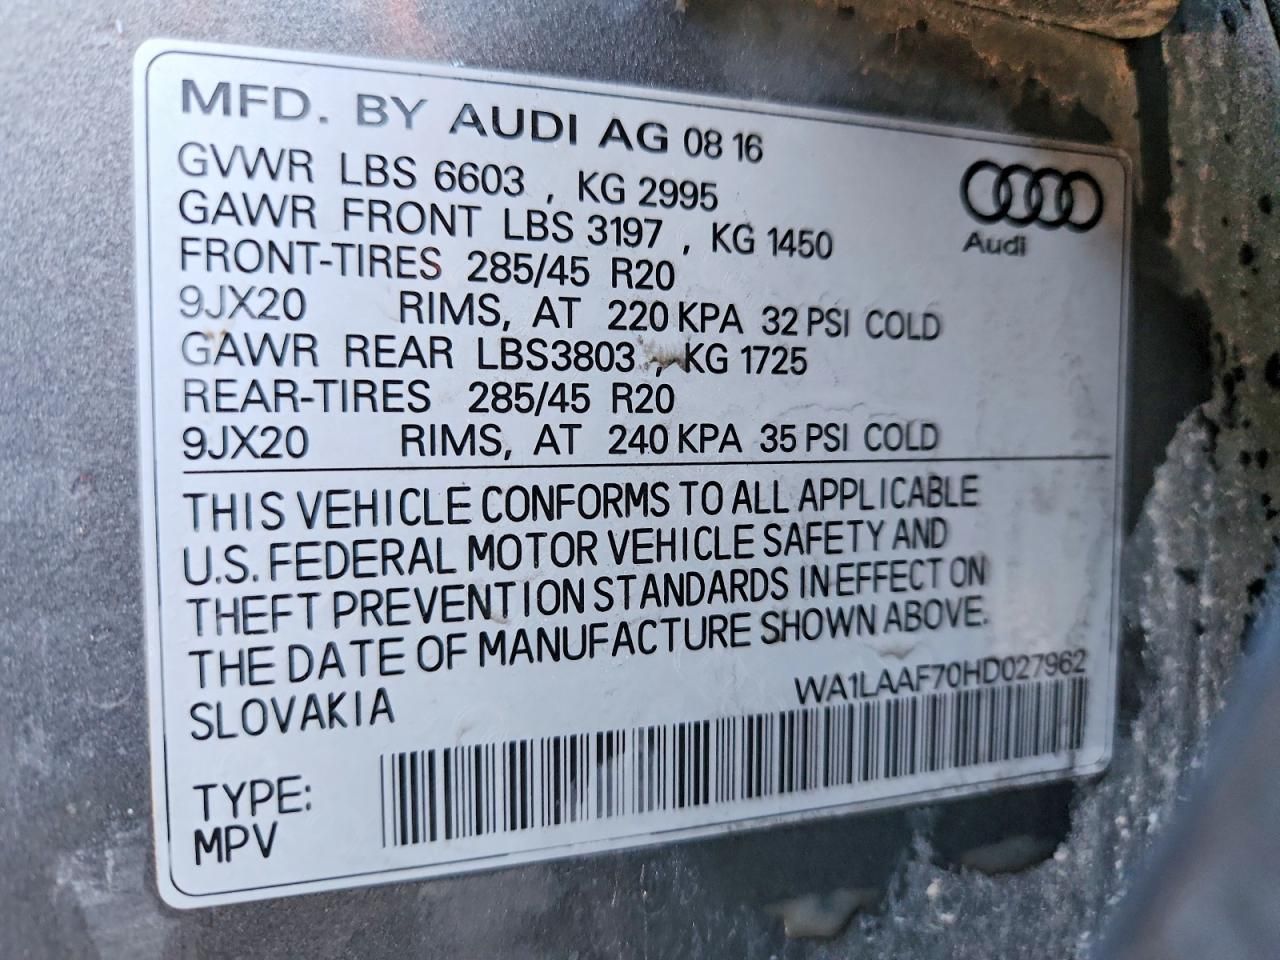 MFD. BY AUDI AG 08 16
GVWR LBS 6603 , KG 2995
GAWR FRONT LBS 3197 , KG 1450
FRONT-TIRES 285/45 R20
9JX20 RIMS, AT 220 KPA 32 PSI COLD
GAWR REAR LBS3803 , KG 1725
REAR-TIRES 285/45 R20
9JX20 RIMS, AT 240 KPA 35 PSI COLD
Audi
THIS VEHICLE CONFORMS TO ALL APPLICABLE
U.S. FEDERAL MOTOR VEHICLE SAFETY AND
THEFT PREVENTION STANDARDS IN EFFECT ON
THE DATE OF MANUFACTURE SHOWN ABOVE.
SLOVAKIA
WA1LAAF70HD027962
TYPE:
MPV